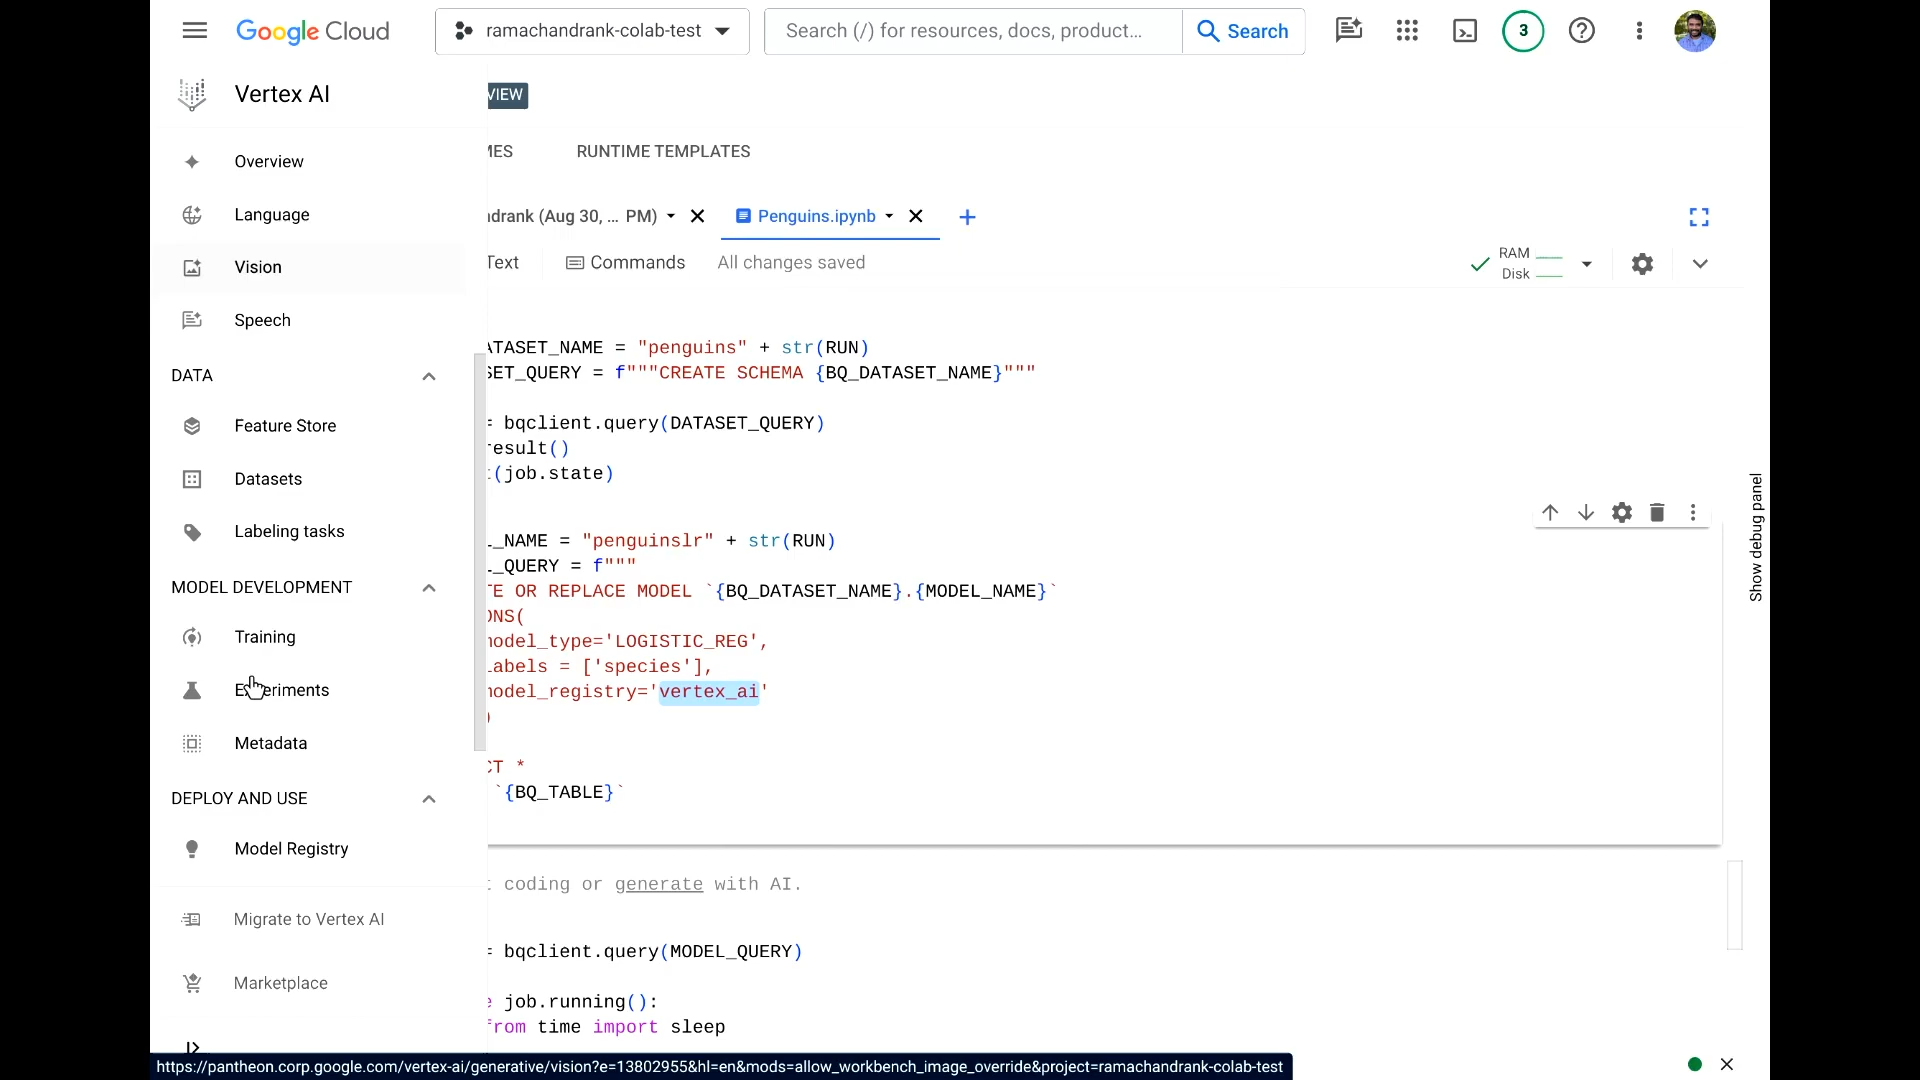 Google Cloud
ramachandrank-colab-test
Search (/) for resources, docs, product...
Search
3
Vertex AI
VIEW
Overview
MES
RUNTIME TEMPLATES
Language
ndrank (Aug 30, ... PM)
Penguins.ipynb
Text
Commands
All changes saved
RAM
Disk
Vision
Speech
DATA
Feature Store
Datasets
Labeling tasks
MODEL DEVELOPMENT
Training
Experiments
Metadata
DEPLOY AND USE
Model Registry
Migrate to Vertex AI
Marketplace
ATASET_NAME = "penguins" + str(RUN)
SET_QUERY = f"""CREATE SCHEMA {BQ_DATASET_NAME}"""
= bqclient.query(DATASET_QUERY)
result()
t(job.state)
L_NAME = "penguinslr" + str(RUN)
L_QUERY = f"""
TE OR REPLACE MODEL `{BQ_DATASET_NAME}.{MODEL_NAME}`
ONS(
model_type='LOGISTIC_REG',
labels = ['species'],
model_registry='vertex_ai'
)
CT *
`{BQ_TABLE}`
t coding or generate with AI.
= bqclient.query(MODEL_QUERY)
e job.running():
from time import sleep
Show debug panel
https://pantheon.corp.google.com/vertex-ai/generative/vision?e=13802955&hl=en&mods=allow_workbench_image_override&project=ramachandrank-colab-test